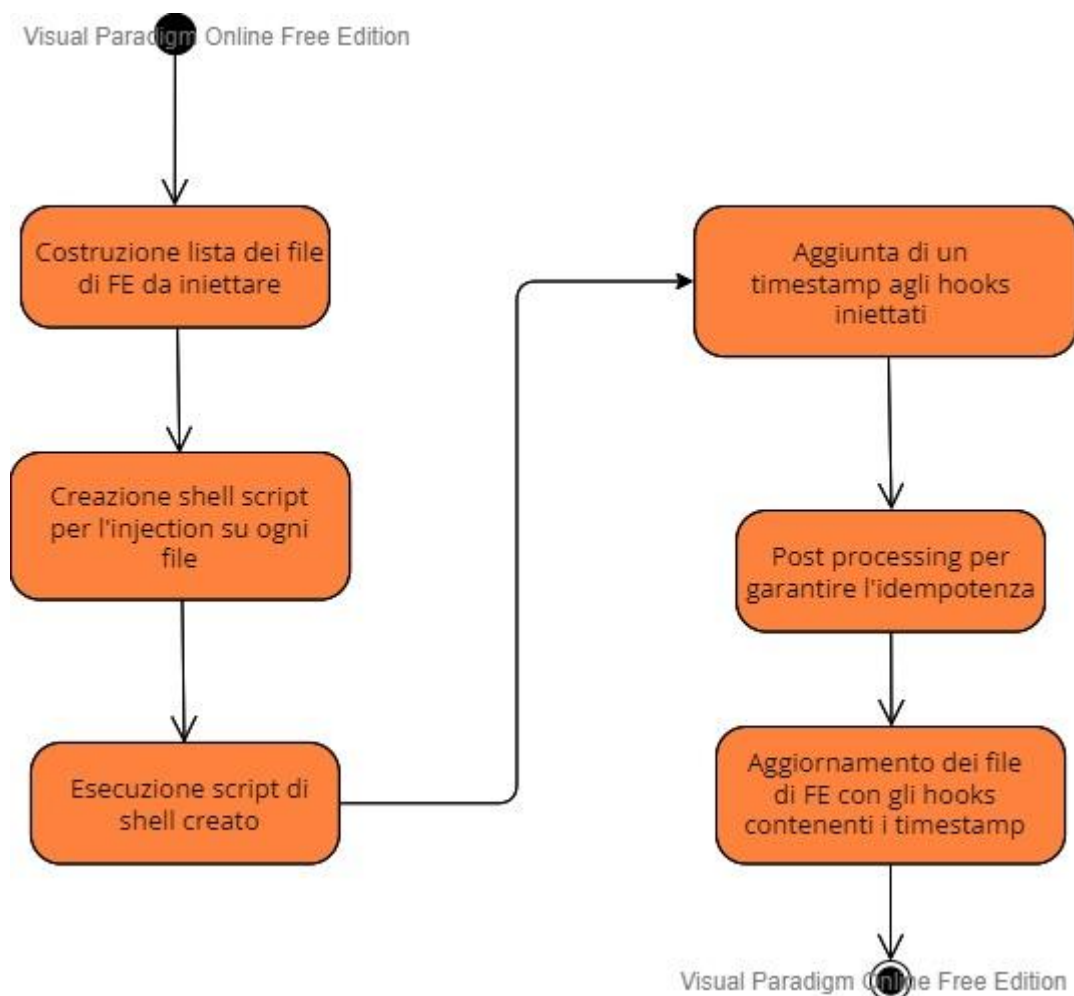 Visual Paradigm Online Free Edition
Costruzione lista dei file
di FE da iniettare
Creazione shell script
per l'injection su ogni
file
Esecuzione script di
shell creato
Aggiunta di un
timestamp agli hooks
iniettati
Post processing per
garantire l'idempotenza
Aggiornamento dei file
di FE con gli hooks
contenenti i timestamp
Visual Paradigm Online Free Edition